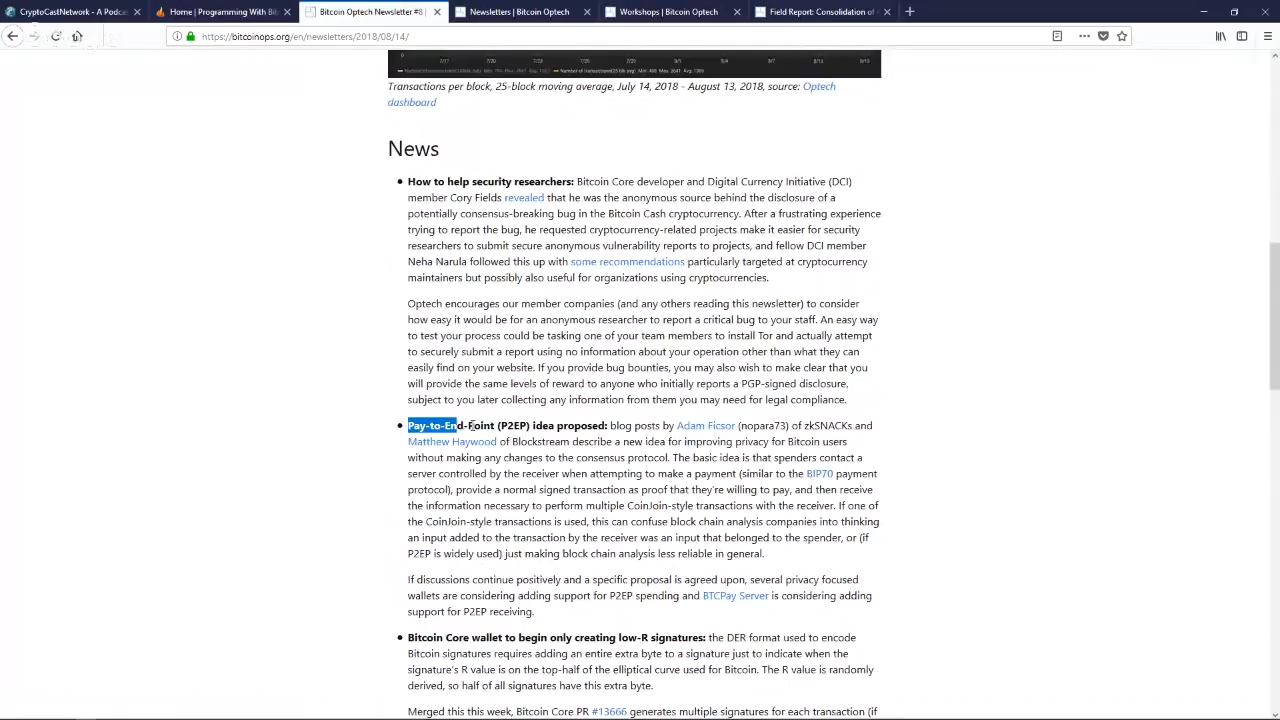 CryptoCastNetwork - A Podca
Home | Programming With Bit
Bitcoin Optech Newsletter #8 |
Newsletters | Bitcoin Optech
Workshops | Bitcoin Optech
Field Report: Consolidation of
https://bitcoinops.org/en/newsletters/2018/08/14/
0
Transactions per block, 25-block moving average, July 14, 2018 - August 13, 2018, source: Optech
dashboard
News
How to help security researchers: Bitcoin Core developer and Digital Currency Initiative (DCI)
member Cory Fields revealed that he was the anonymous source behind the disclosure of a
potentially consensus-breaking bug in the Bitcoin Cash cryptocurrency. After a frustrating experience
trying to report the bug, he requested cryptocurrency-related projects make it easier for security
researchers to submit secure anonymous vulnerability reports to projects, and fellow DCI member
Neha Narula followed this up with some recommendations particularly targeted at cryptocurrency
maintainers but possibly also useful for organizations using cryptocurrencies.
Optech encourages our member companies (and any others reading this newsletter) to consider
how easy it would be for an anonymous researcher to report a critical bug to your staff. An easy way
to test your process could be tasking one of your team members to install Tor and actually attempt
to securely submit a report using no information about your operation other than what they can
easily find on your website. If you provide bug bounties, you may also wish to make clear that you
will provide the same levels of reward to anyone who initially reports a PGP-signed disclosure,
subject to you later collecting any information from them you may need for legal compliance.
Pay-to-End-Point (P2EP) idea proposed: blog posts by Adam Ficsor (nopara73) of zkSNACKs and
Matthew Haywood of Blockstream describe a new idea for improving privacy for Bitcoin users
without making any changes to the consensus protocol. The basic idea is that spenders contact a
server controlled by the receiver when attempting to make a payment (similar to the BIP70 payment
protocol), provide a normal signed transaction as proof that they're willing to pay, and then receive
the information necessary to perform multiple CoinJoin-style transactions with the receiver. If one of
the CoinJoin-style transactions is used, this can confuse block chain analysis companies into thinking
an input added to the transaction by the receiver was an input that belonged to the spender, or (if
P2EP is widely used) just making block chain analysis less reliable in general.
If discussions continue positively and a specific proposal is agreed upon, several privacy focused
wallets are considering adding support for P2EP spending and BTCPay Server is considering adding
support for P2EP receiving.
Bitcoin Core wallet to begin only creating low-R signatures: the DER format used to encode
Bitcoin signatures requires adding an entire extra byte to a signature just to indicate when the
signature's R value is on the top-half of the elliptical curve used for Bitcoin. The R value is randomly
derived, so half of all signatures have this extra byte.
Merged this this week, Bitcoin Core PR #13666 generates multiple signatures for each transaction (if